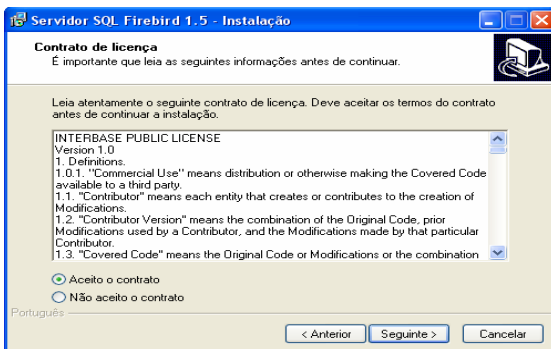 Servidor SQL Firebird 1.5 - Instalação
Contrato de licença
É importante que leia as seguintes informações antes de continuar.
Leia atentamente o seguinte contrato de licença. Deve aceitar os termos do contrato
antes de continuar a instalação.
INTERBASE PUBLIC LICENSE
Version 1.0
1. Definitions.
1.0.1. "Commercial Use" means distribution or otherwise making the Covered Code
available to a third party.
1.1. "Contributor" means each entity that creates or contributes to the creation of
Modifications.
1.2. "Contributor Version" means the combination of the Original Code, prior
Modifications used by a Contributor, and the Modifications made by that particular
Contributor.
1.3. "Covered Code" means the Original Code or Modifications or the combination
Aceito o contrato
Não aceito o contrato
Português
< Anterior
Seguinte >
Cancelar